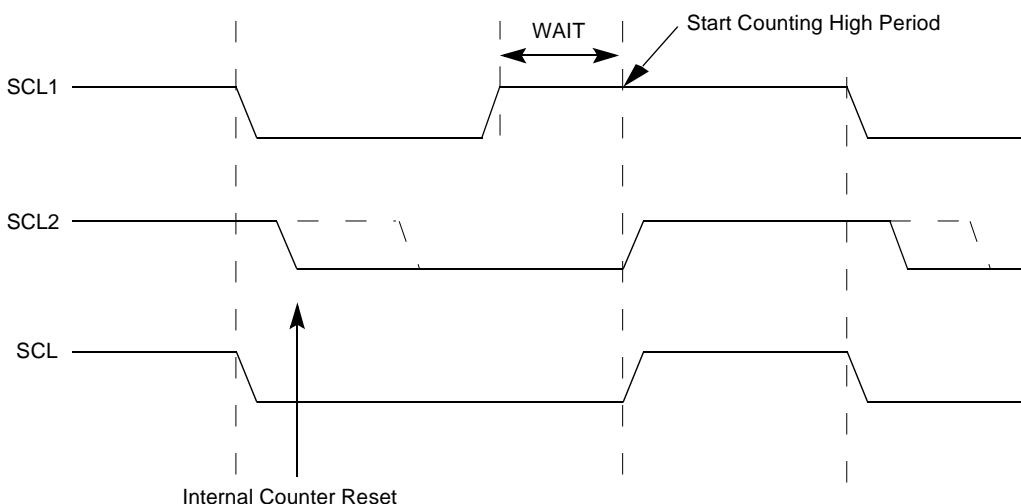 Start Counting High Period
WAIT
SCL1
SCL2
SCL
Internal Counter Reset